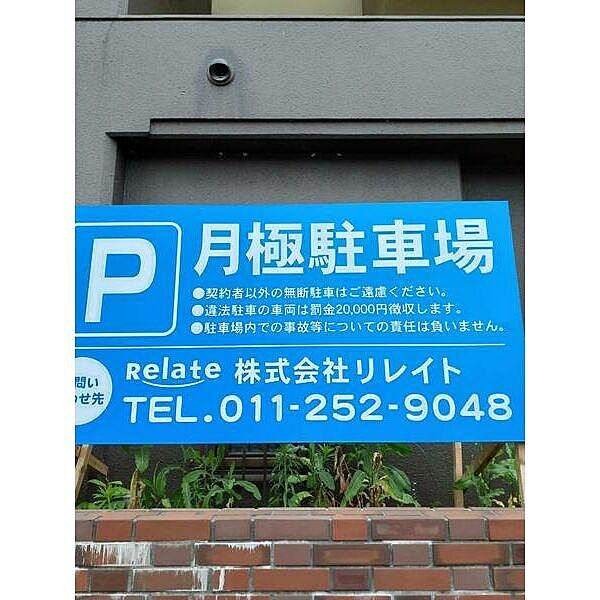 P
月極駐車場
●契約者以外の無断駐車はご遠慮ください。
●違法駐車の車両は罰金20,000円徴収します。
●駐車場内での事故等についての責任は負いません。
問い
わせ先
Relate 株式会社リレイト
TEL.011-252-9048